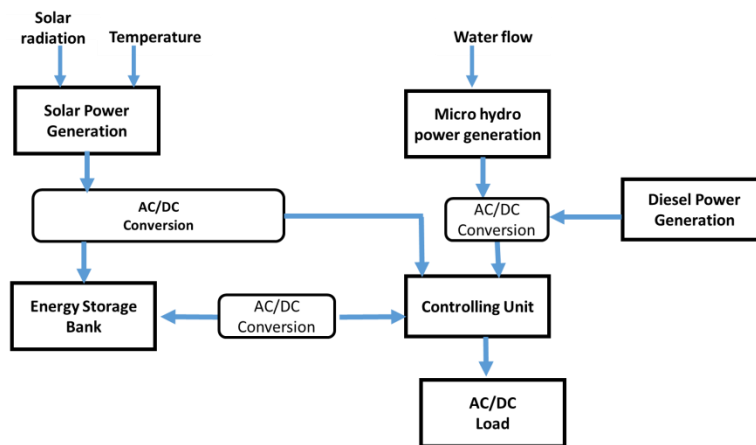 Solar
radiation
Temperature
Water flow
Solar Power
Generation
Micro hydro
power generation
AC/DC
Conversion
AC/DC
Conversion
Diesel Power
Generation
Energy Storage
Bank
AC/DC
Conversion
Controlling Unit
AC/DC
Load